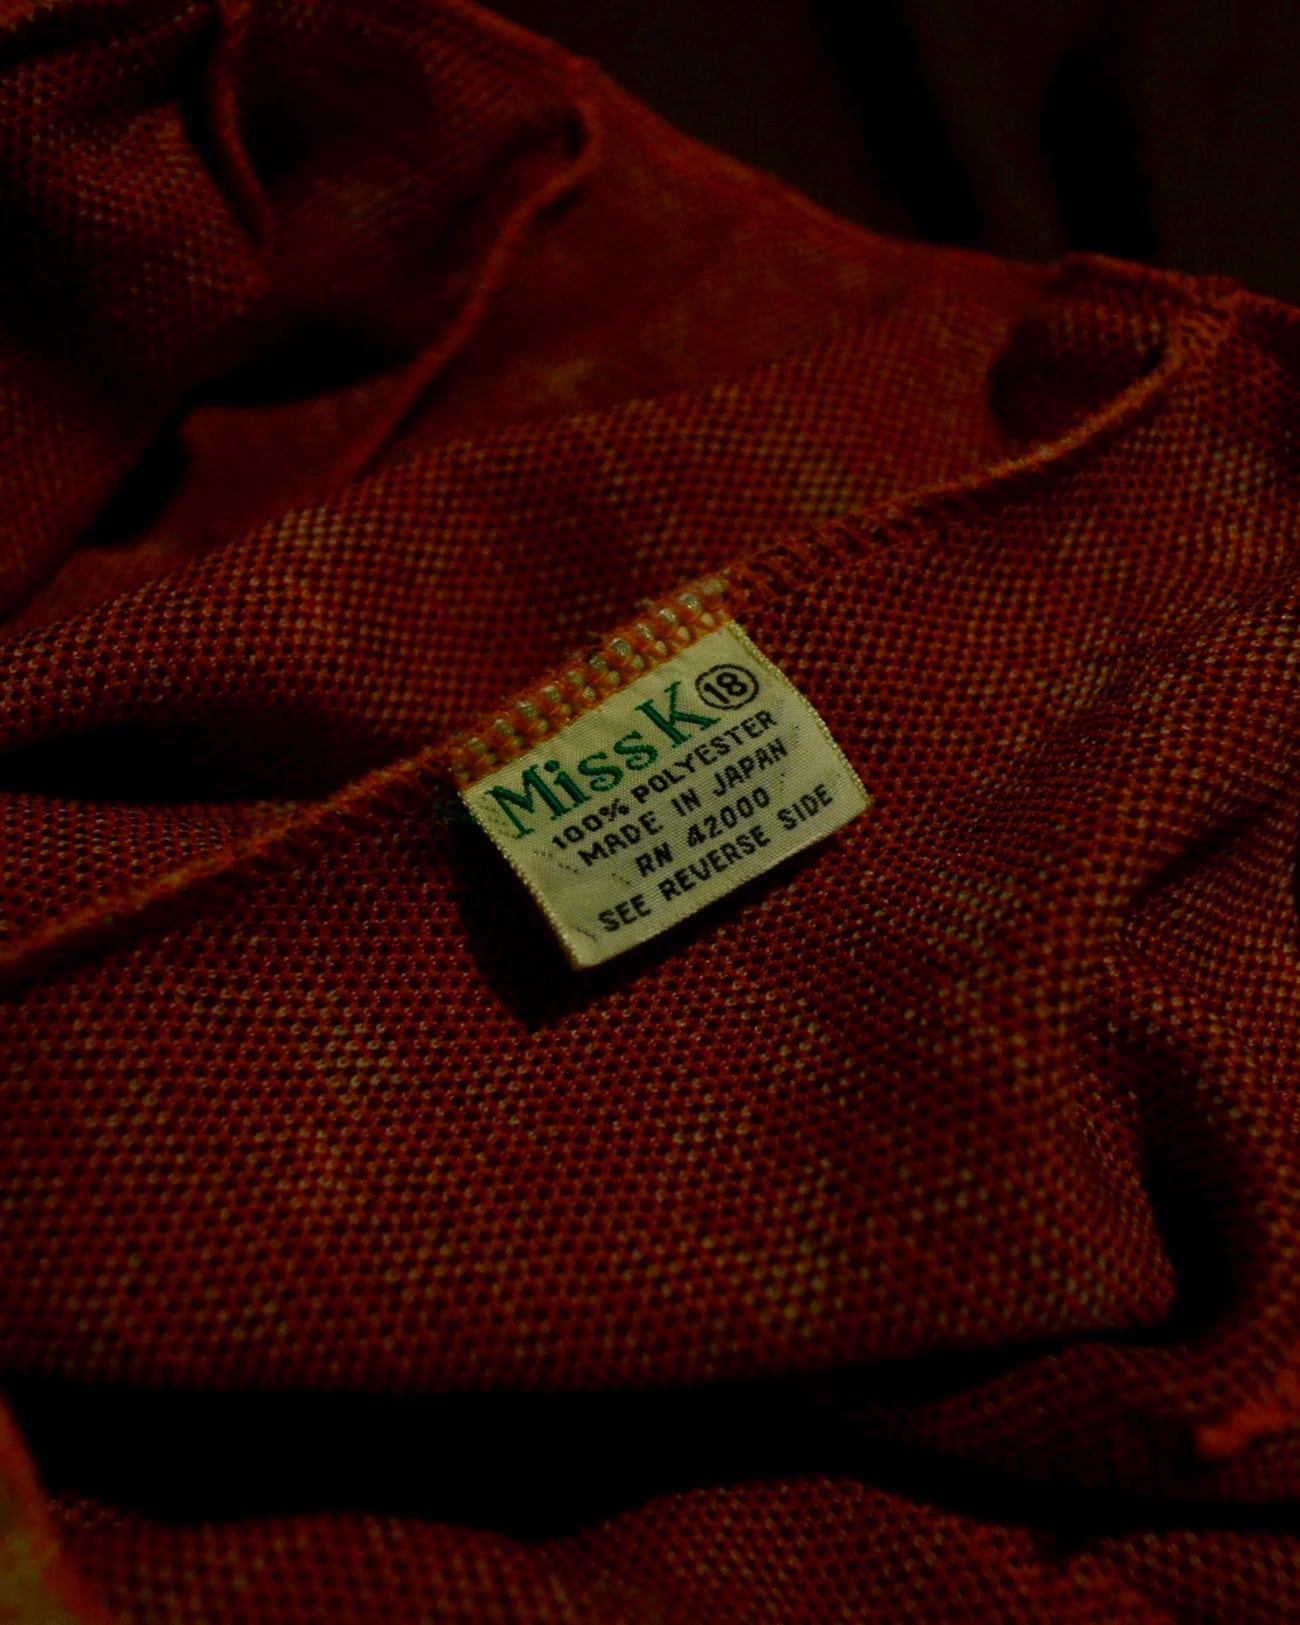 Miss K 18
100% POLYESTER
MADE IN JAPAN
RN 42000
SEE REVERSE SIDE